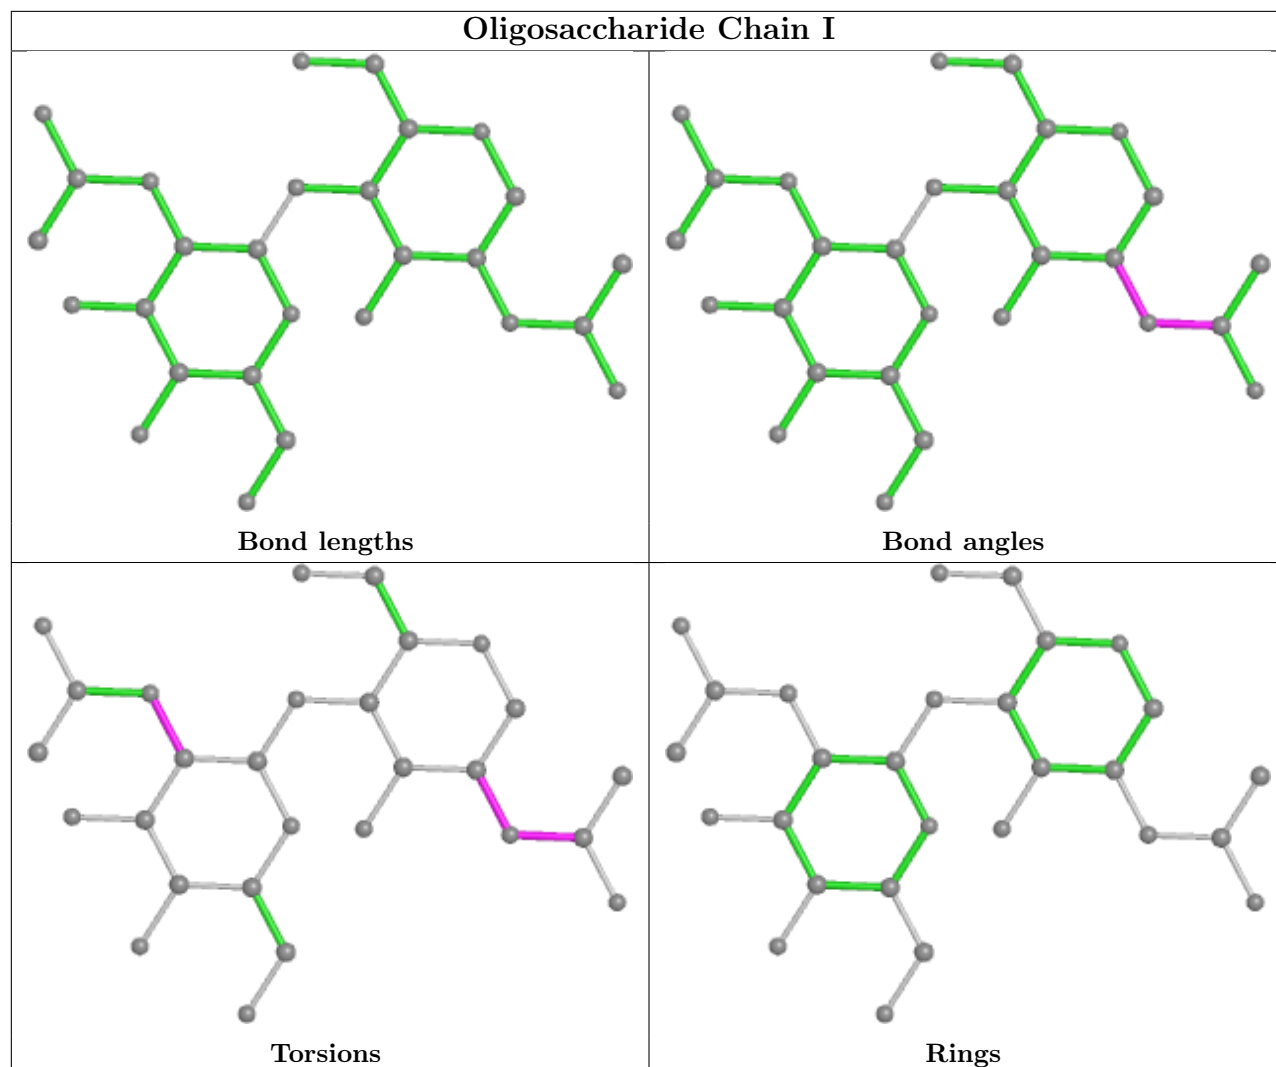 Oligosaccharide Chain I
Bond lengths
Bond angles
Torsions
Rings